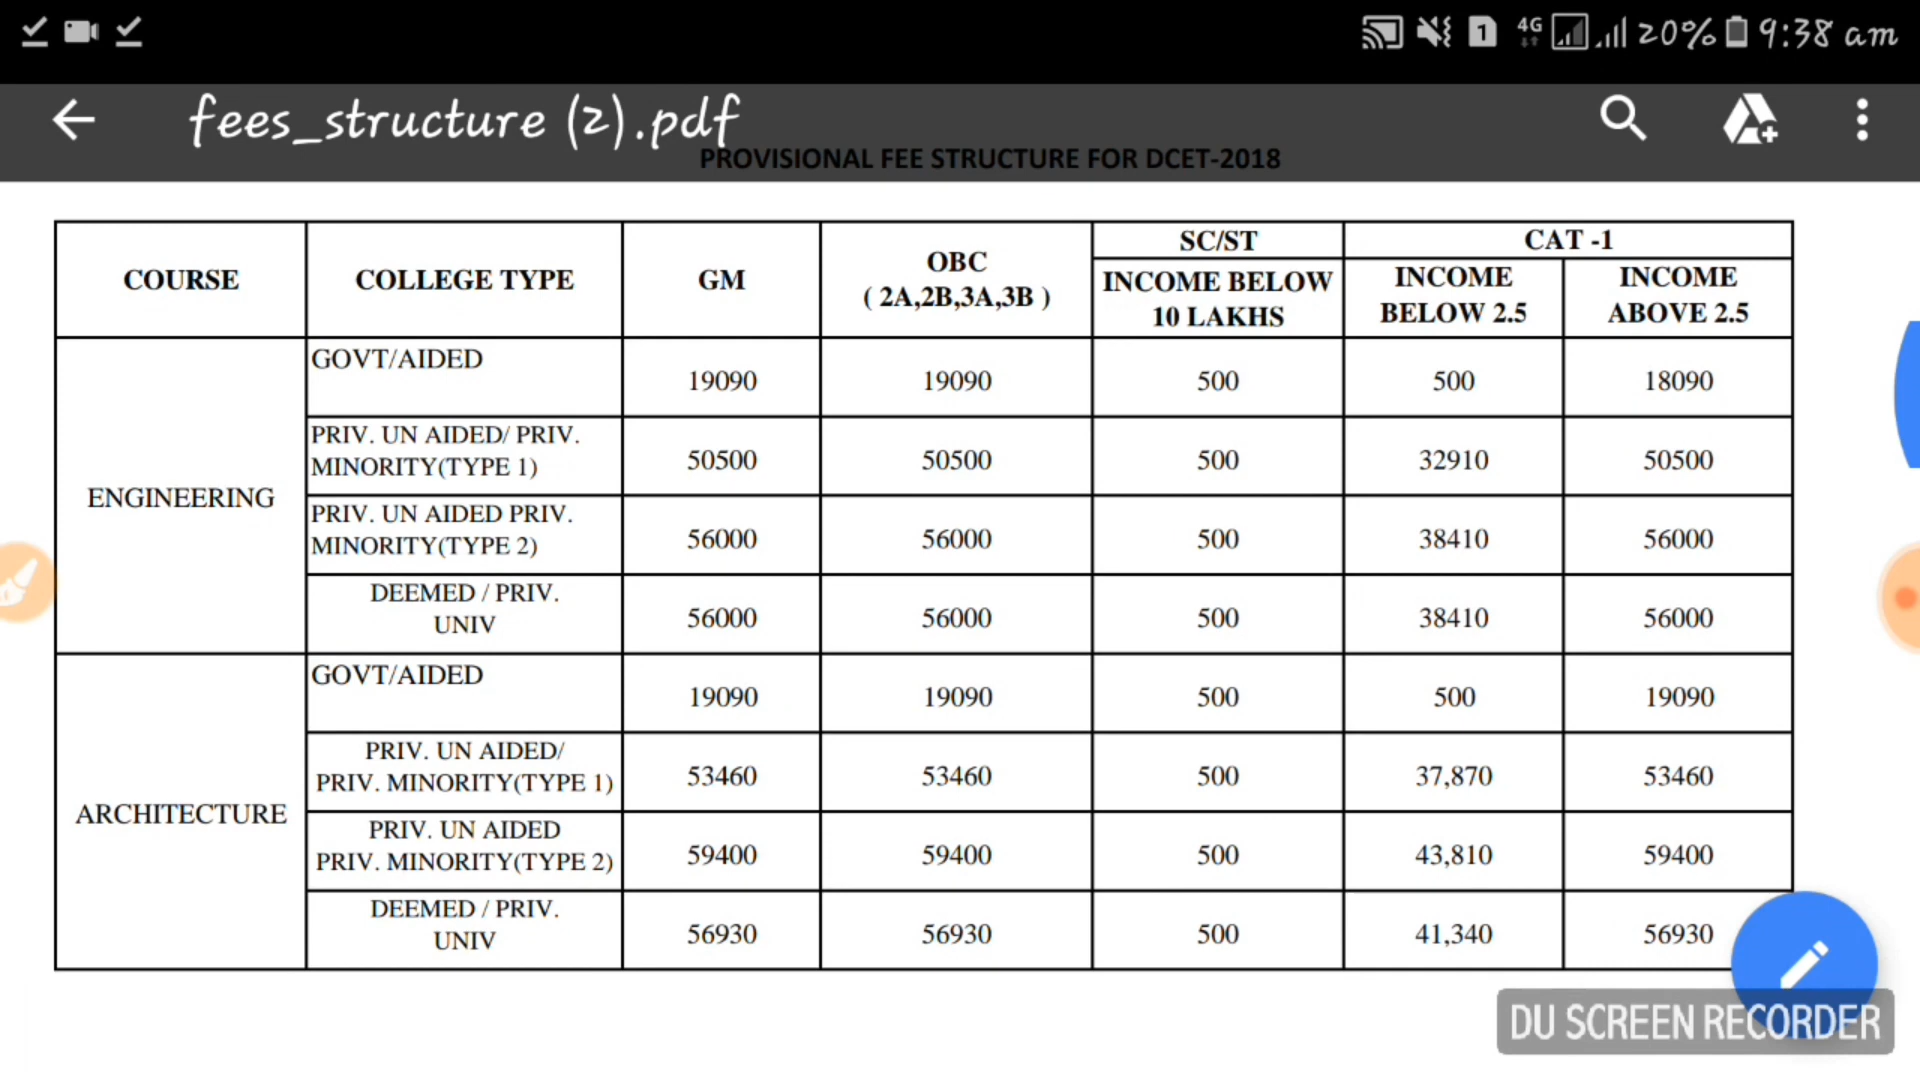 4G 1 20% 9:38 am
fees_structure (2).pdf
PROVISIONAL FEE STRUCTURE FOR DCET-2018
COURSE COLLEGE TYPE GM OBC ( 2A,2B,3A,3B ) SC/ST CAT -1
INCOME BELOW 10 LAKHS INCOME BELOW 2.5 INCOME ABOVE 2.5
ENGINEERING
GOVT/AIDED 19090 19090 500 500 18090
PRIV. UN AIDED/ PRIV. MINORITY(TYPE 1) 50500 50500 500 32910 50500
PRIV. UN AIDED PRIV. MINORITY(TYPE 2) 56000 56000 500 38410 56000
DEEMED / PRIV. UNIV 56000 56000 500 38410 56000
ARCHITECTURE
GOVT/AIDED 19090 19090 500 500 19090
PRIV. UN AIDED/ PRIV. MINORITY(TYPE 1) 53460 53460 500 37,870 53460
PRIV. UN AIDED PRIV. MINORITY(TYPE 2) 59400 59400 500 43,810 59400
DEEMED / PRIV. UNIV 56930 56930 500 41,340 56930
DU SCREEN RECORDER